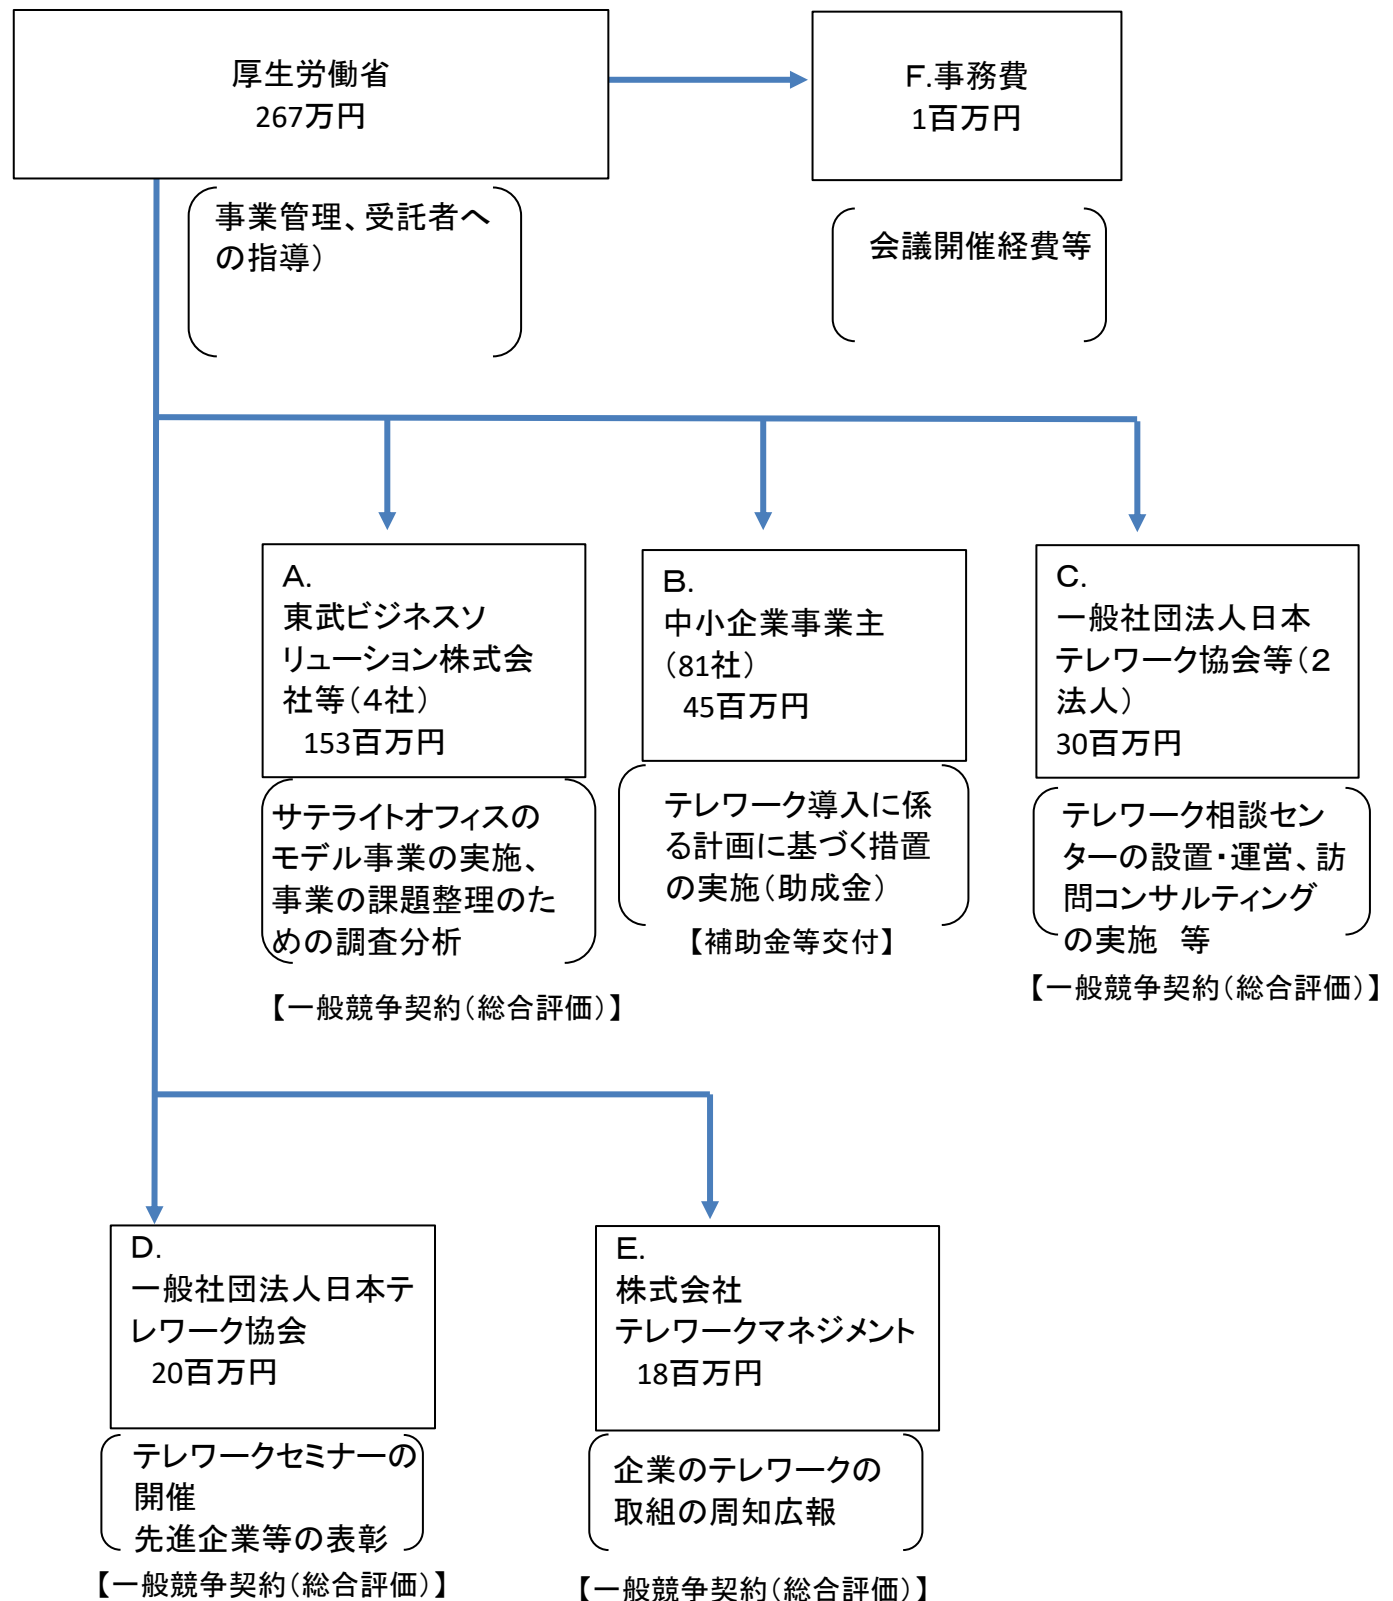 厚生労働省
267万円
F.事務費
1百万円
事業管理、受託者へ
の指導）
会議開催経費等
A.
東武ビジネスソ
リューション株式会
社等（４社）
153百万円
サテライトオフィスの
モデル事業の実施、
事業の課題整理のた
めの調査分析
【一般競争契約（総合評価）】
B.
中小企業事業主
（81社）
45百万円
テレワーク導入に係
る計画に基づく措置
の実施（助成金）
【補助金等交付】
C.
一般社団法人日本
テレワーク協会等（２
法人）
30百万円
テレワーク相談セン
ターの設置・運営、訪
問コンサルティング
の実施　等
【一般競争契約（総合評価）】
D.
一般社団法人日本テ
レワーク協会
20百万円
テレワークセミナーの
開催
先進企業等の表彰
【一般競争契約（総合評価）】
E.
株式会社
テレワークマネジメント
18百万円
企業のテレワークの
取組の周知広報
【一般競争契約（総合評価）】